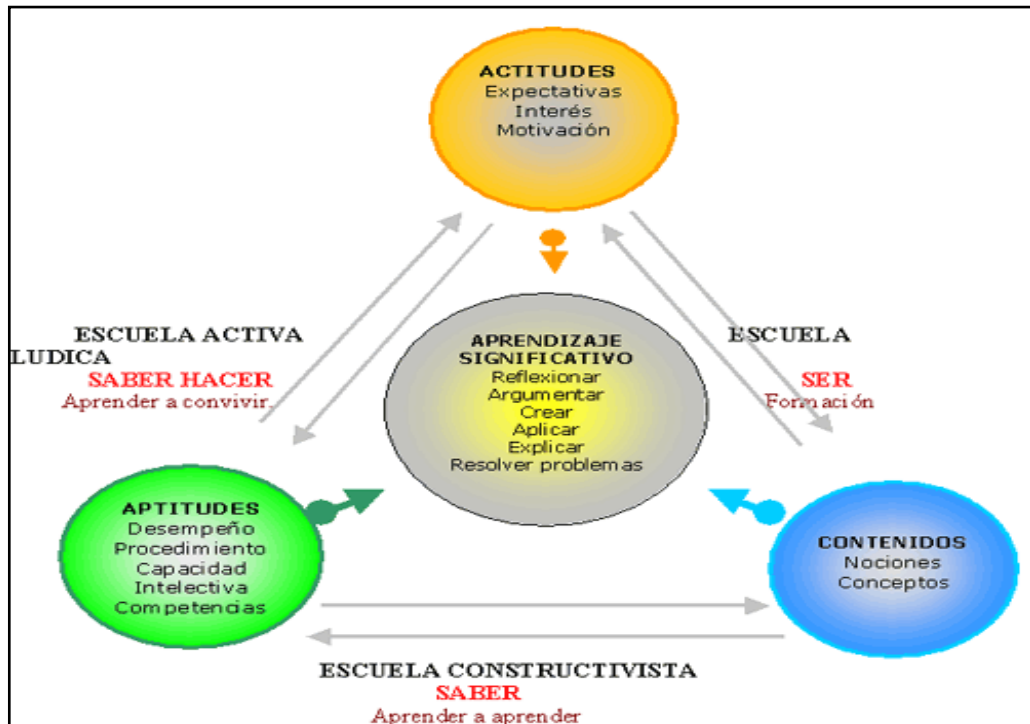 ACTITUDES
Expectativas
Interés
Motivación
ESCUELA ACTIVA
LUDICA
SABER HACER
Aprender a convivir.
APRENDIZAJE
SIGNIFICATIVO
Reflexionar
Argumentar
Crear
Aplicar
Explicar
Resolver problemas
ESCUELA
SER
Formación
APTITUDES
Desempeño
Procedimiento
Capacidad
Intelectiva
Competencias
CONTENIDOS
Nociones
Conceptos
ESCUELA CONSTRUCTIVISTA
SABER
Aprender a aprender